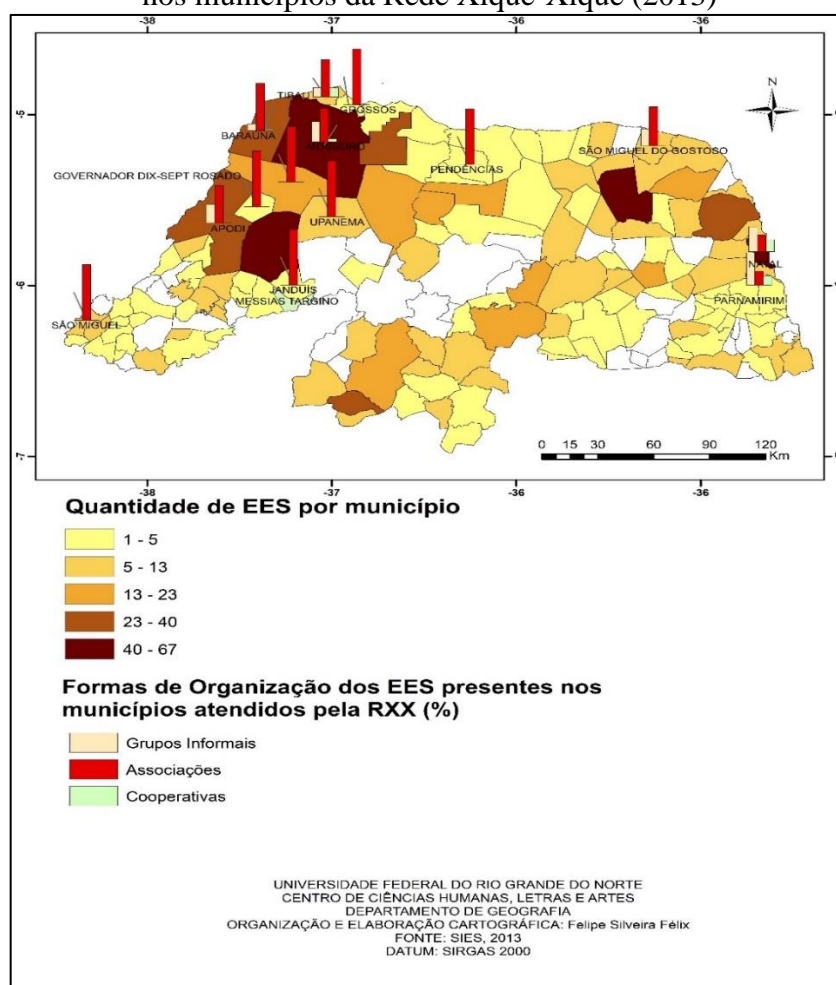 nos municípios da Rede Xique-Xique (2013)
-38
-37
-36
-36
N
-5
-5
TIBAU
GROSSOS
BARAUNA
MOSSORÓ
SÃO MIGUEL DO GOSTOSO
GOVERNADOR DIX-SEPT ROSADO
PENDÊNCIAS
APODI
UPANEMA
NATAL
-6
JANDUÍS
MESSIAS TARGINO
PARNAMIRIM
SÃO MIGUEL
-7
0 15 30 60 90 120
Km
-38
-37
-36
-36
Quantidade de EES por município
1 - 5
5 - 13
13 - 23
23 - 40
40 - 67
Formas de Organização dos EES presentes nos
municípios atendidos pela RXX (%)
Grupos Informais
Associações
Cooperativas
UNIVERSIDADE FEDERAL DO RIO GRANDE DO NORTE
CENTRO DE CIÊNCIAS HUMANAS, LETRAS E ARTES
DEPARTAMENTO DE GEOGRAFIA
ORGANIZAÇÃO E ELABORAÇÃO CARTOGRÁFICA: Felipe Silveira Félix
FONTE: SIES, 2013
DATUM: SIRGAS 2000